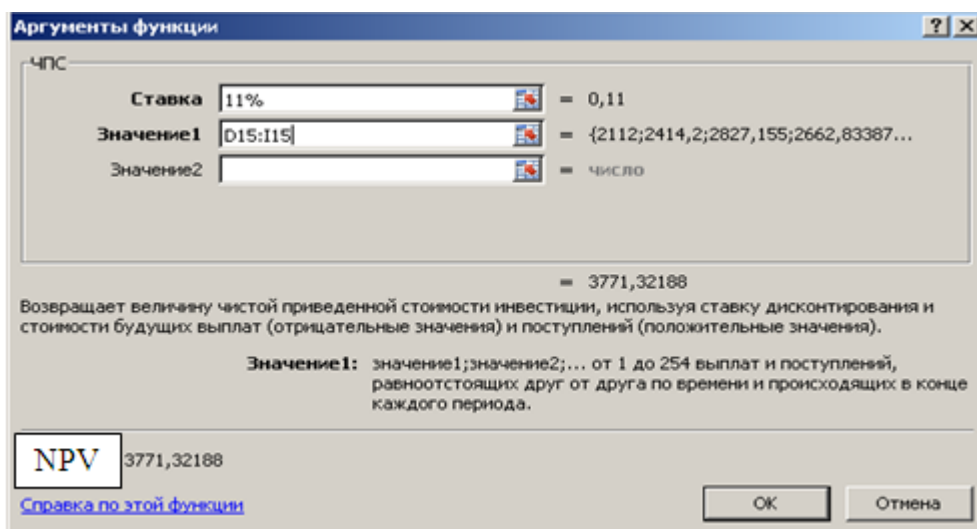 Аргументы функции
ЧПС
Ставка 11% = 0,11
Значение1 D15:I15 = {2112;2414,2;2827,155;2662,83387...
Значение2 = число
= 3771,32188
Возвращает величину чистой приведенной стоимости инвестиции, используя ставку дисконтирования и
стоимости будущих выплат (отрицательные значения) и поступлений (положительные значения).
Значение1: значение1;значение2;... от 1 до 254 выплат и поступлений,
равноотстоящих друг от друга по времени и происходящих в конце
каждого периода.
NPV 3771,32188
Справка по этой функции
ОК Отмена